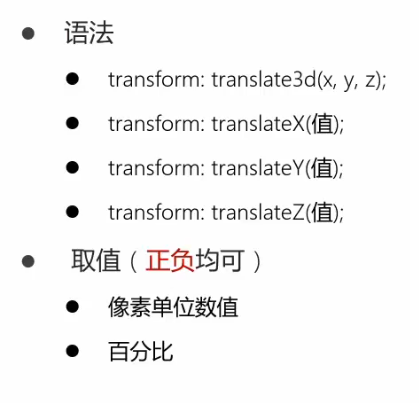 语法
transform: translate3d(x, y, z);
transform: translateX(值);
transform: translateY(值);
transform: translateZ(值);
取值（正负均可）
像素单位数值
百分比